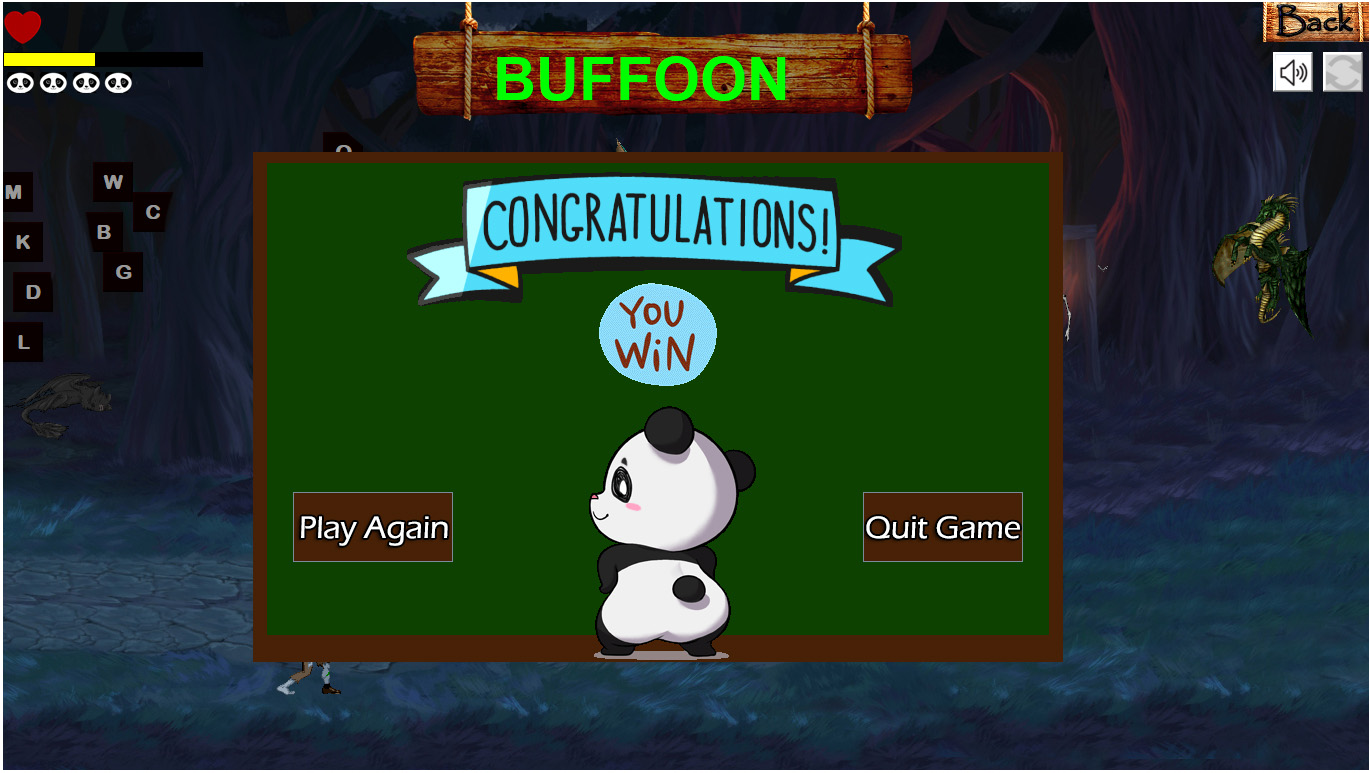 Back
BUFFOON
M
W
C
K
B
G
D
L
CONGRATULATIONS!
YOU
WiN
Play Again
Quit Game